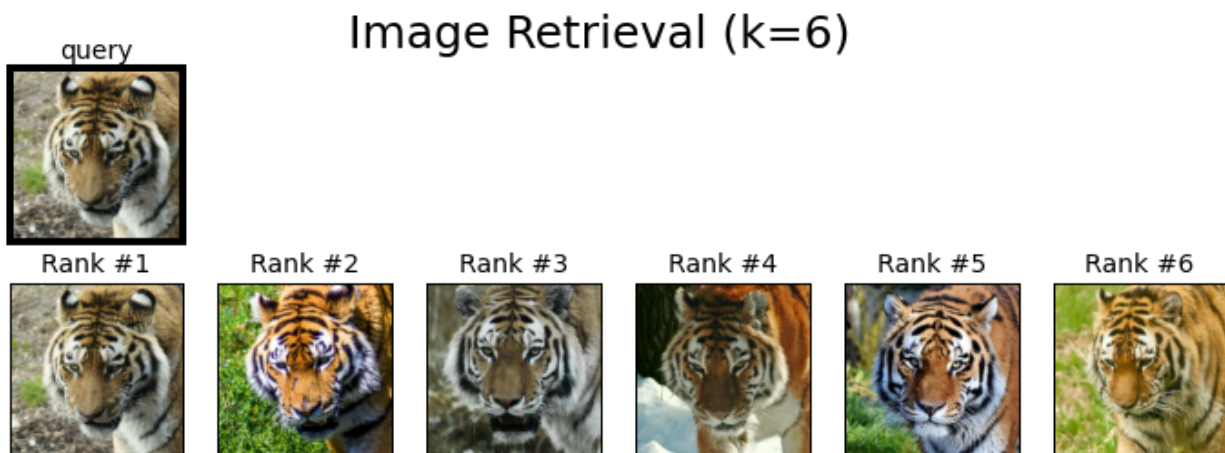 Image Retrieval (k=6)
query
Rank #1
Rank #2
Rank #3
Rank #4
Rank #5
Rank #6